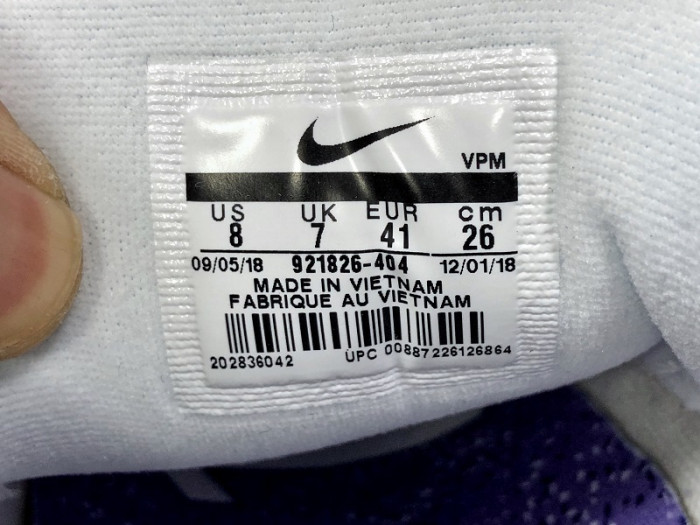 VPM
US UK EUR cm
8 7 41 26
09/05/18 921826-404 12/01/18
MADE IN VIETNAM
FABRIQUE AU VIETNAM
202836042 UPC 00887226126864